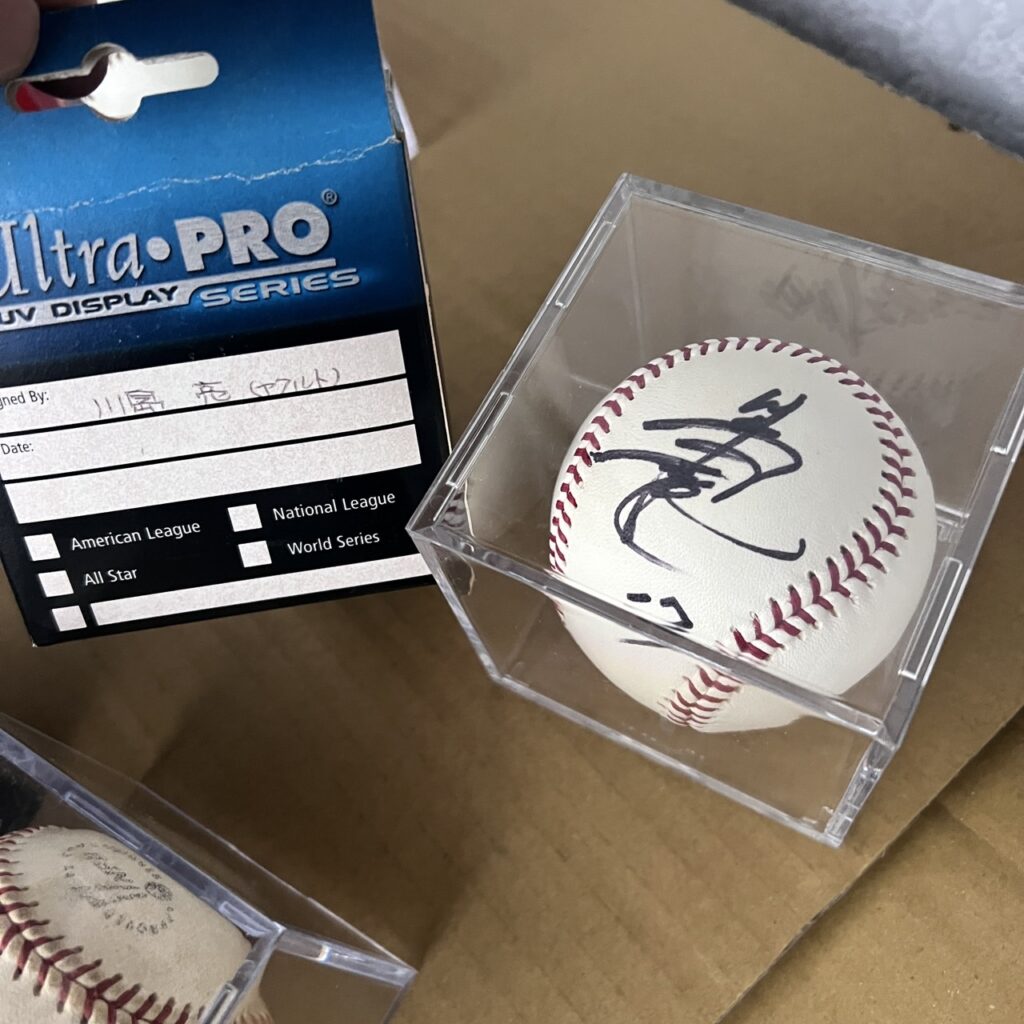 Ultra•PRO®
UV DISPLAY SERIES
gned By: 川島 亮 (ヤクルト)
Date:
American League
National League
All Star
World Series